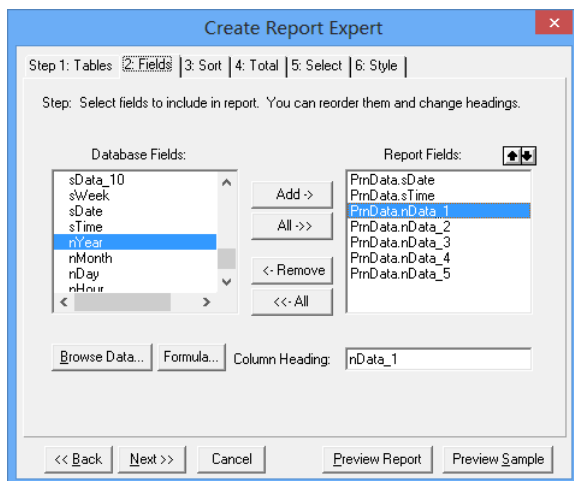 Create Report Expert
Step 1: Tables 2: Fields 3: Sort 4: Total 5: Select 6: Style
Step: Select fields to include in report. You can reorder them and change headings.
Database Fields:
sData_10
sWeek
sDate
sTime
nYear
nMonth
nDay
nHour
Add ->
All ->>
<- Remove
<<- All
Report Fields:
PrnData.sDate
PrnData.sTime
PrnData.nData_1
PrnData.nData_2
PrnData.nData_3
PrnData.nData_4
PrnData.nData_5
Browse Data... Formula... Column Heading: nData_1
<< Back Next >> Cancel Preview Report Preview Sample